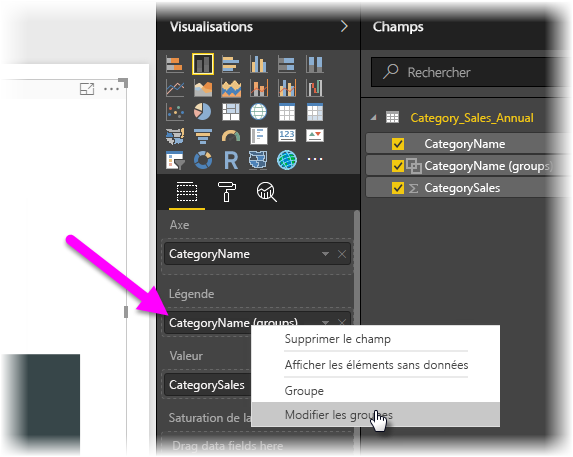 Visualisations
Champs
Rechercher
Category_Sales_Annual
CategoryName
CategoryName (groups)
CategorySales
Axe
CategoryName
Légende
CategoryName (groups)
Valeur
CategorySales
Saturation de la
Drag data fields here
Supprimer le champ
Afficher les éléments sans données
Groupe
Modifier les groupes
R
123